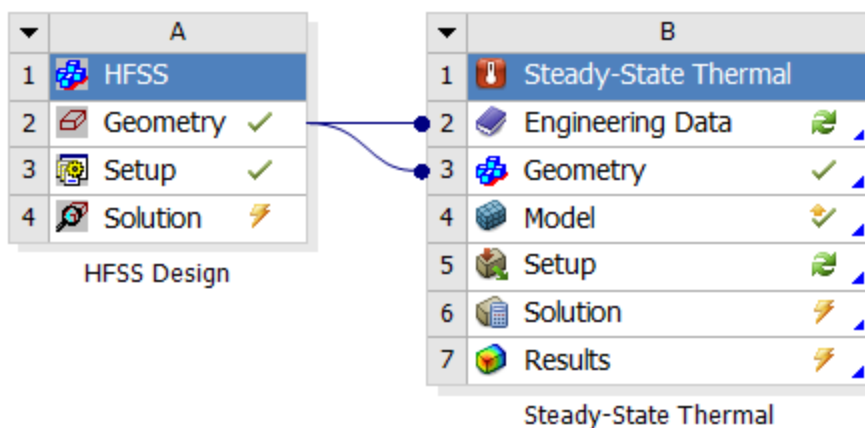 A
1 HFSS
2 Geometry
3 Setup
4 Solution
HFSS Design
B
1 Steady-State Thermal
2 Engineering Data
3 Geometry
4 Model
5 Setup
6 Solution
7 Results
Steady-State Thermal